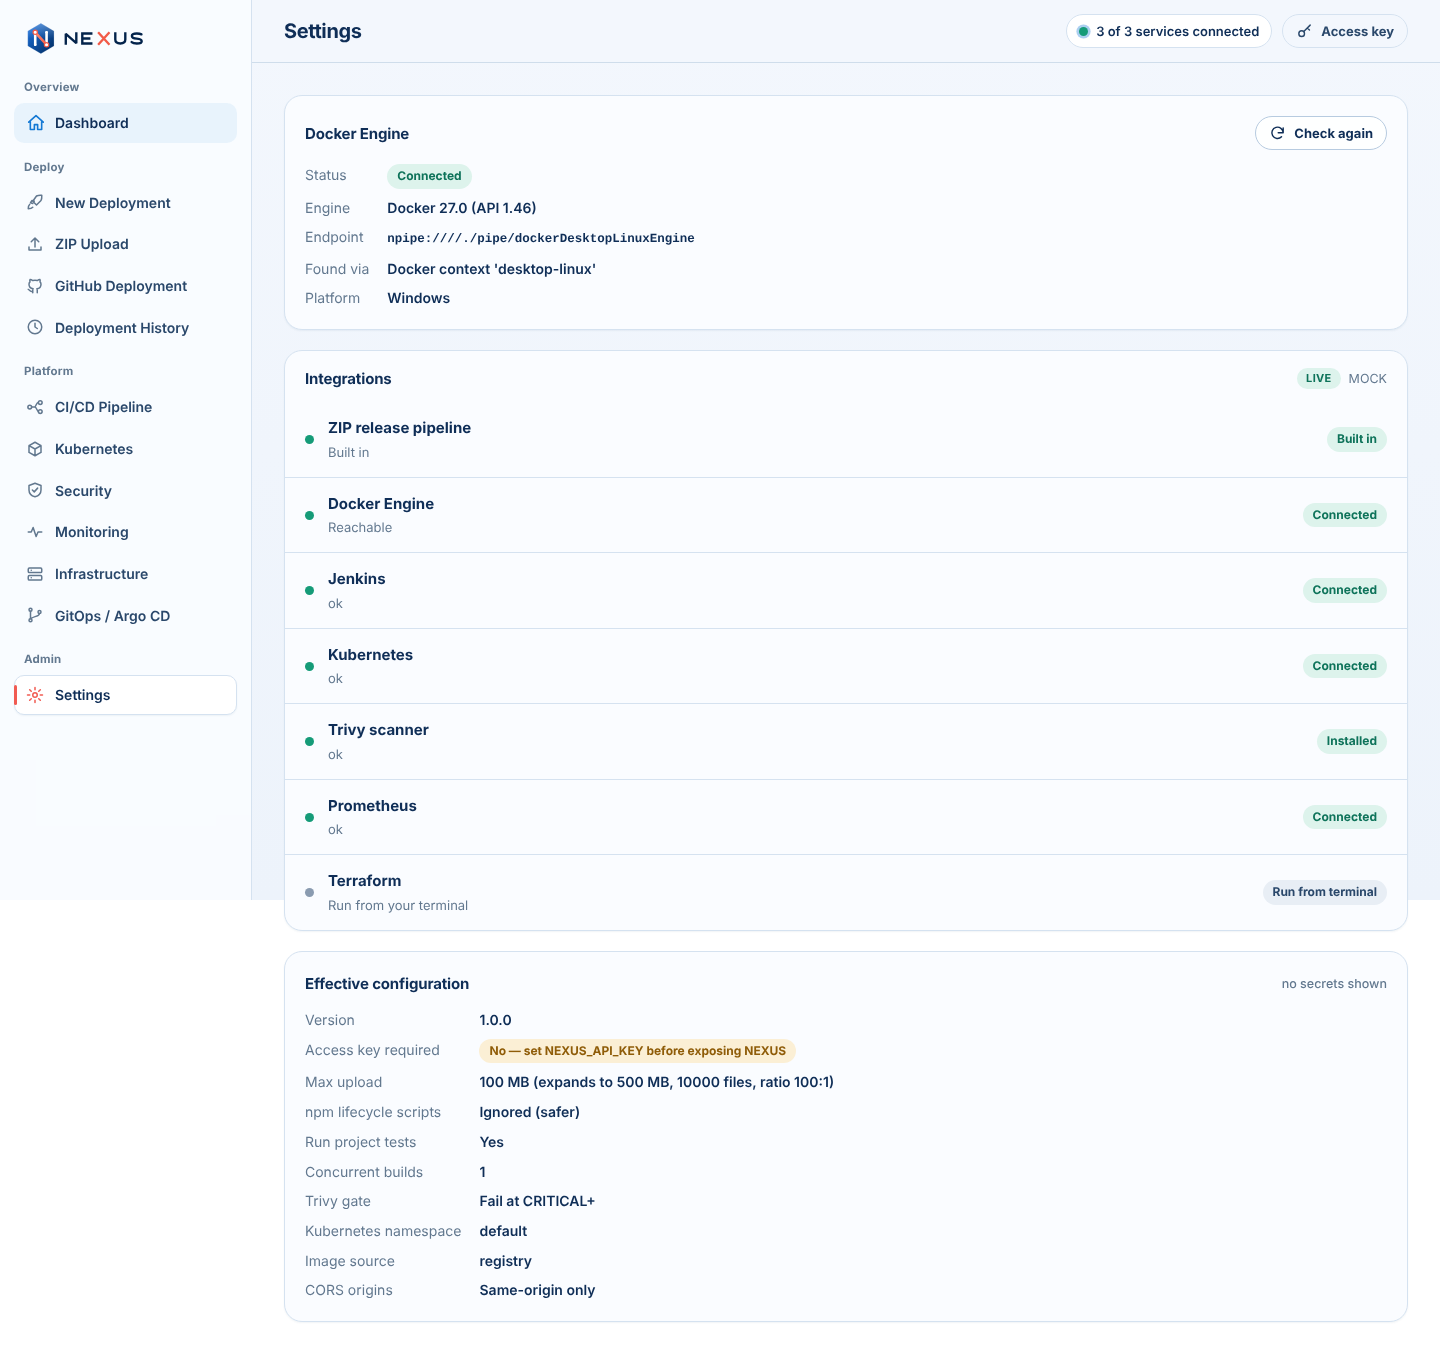 NEXUS
Overview
Dashboard
Deploy
New Deployment
ZIP Upload
GitHub Deployment
Deployment History
Platform
CI/CD Pipeline
Kubernetes
Security
Monitoring
Infrastructure
GitOps / Argo CD
Admin
Settings
Settings
3 of 3 services connected
Access key
Docker Engine
Check again
Status Connected
Engine Docker 27.0 (API 1.46)
Endpoint npipe:////./pipe/dockerDesktopLinuxEngine
Found via Docker context 'desktop-linux'
Platform Windows
Integrations
LIVE MOCK
ZIP release pipeline
Built in
Built in
Docker Engine
Reachable
Connected
Jenkins
ok
Connected
Kubernetes
ok
Connected
Trivy scanner
ok
Installed
Prometheus
ok
Connected
Terraform
Run from your terminal
Run from terminal
Effective configuration
no secrets shown
Version 1.0.0
Access key required No — set NEXUS_API_KEY before exposing NEXUS
Max upload 100 MB (expands to 500 MB, 10000 files, ratio 100:1)
npm lifecycle scripts Ignored (safer)
Run project tests Yes
Concurrent builds 1
Trivy gate Fail at CRITICAL+
Kubernetes namespace default
Image source registry
CORS origins Same-origin only